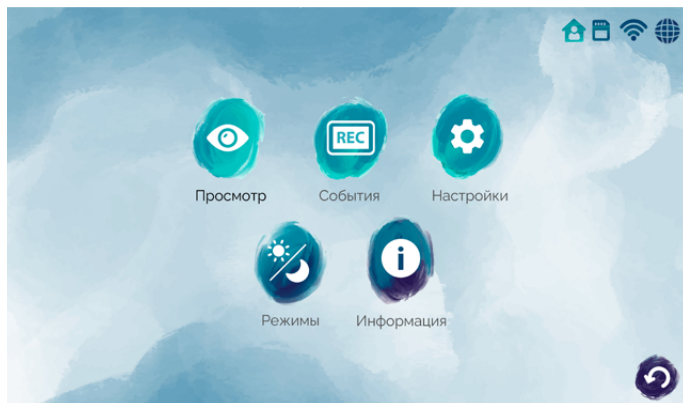 REC
Просмотр
События
Настройки
Режимы
Информация